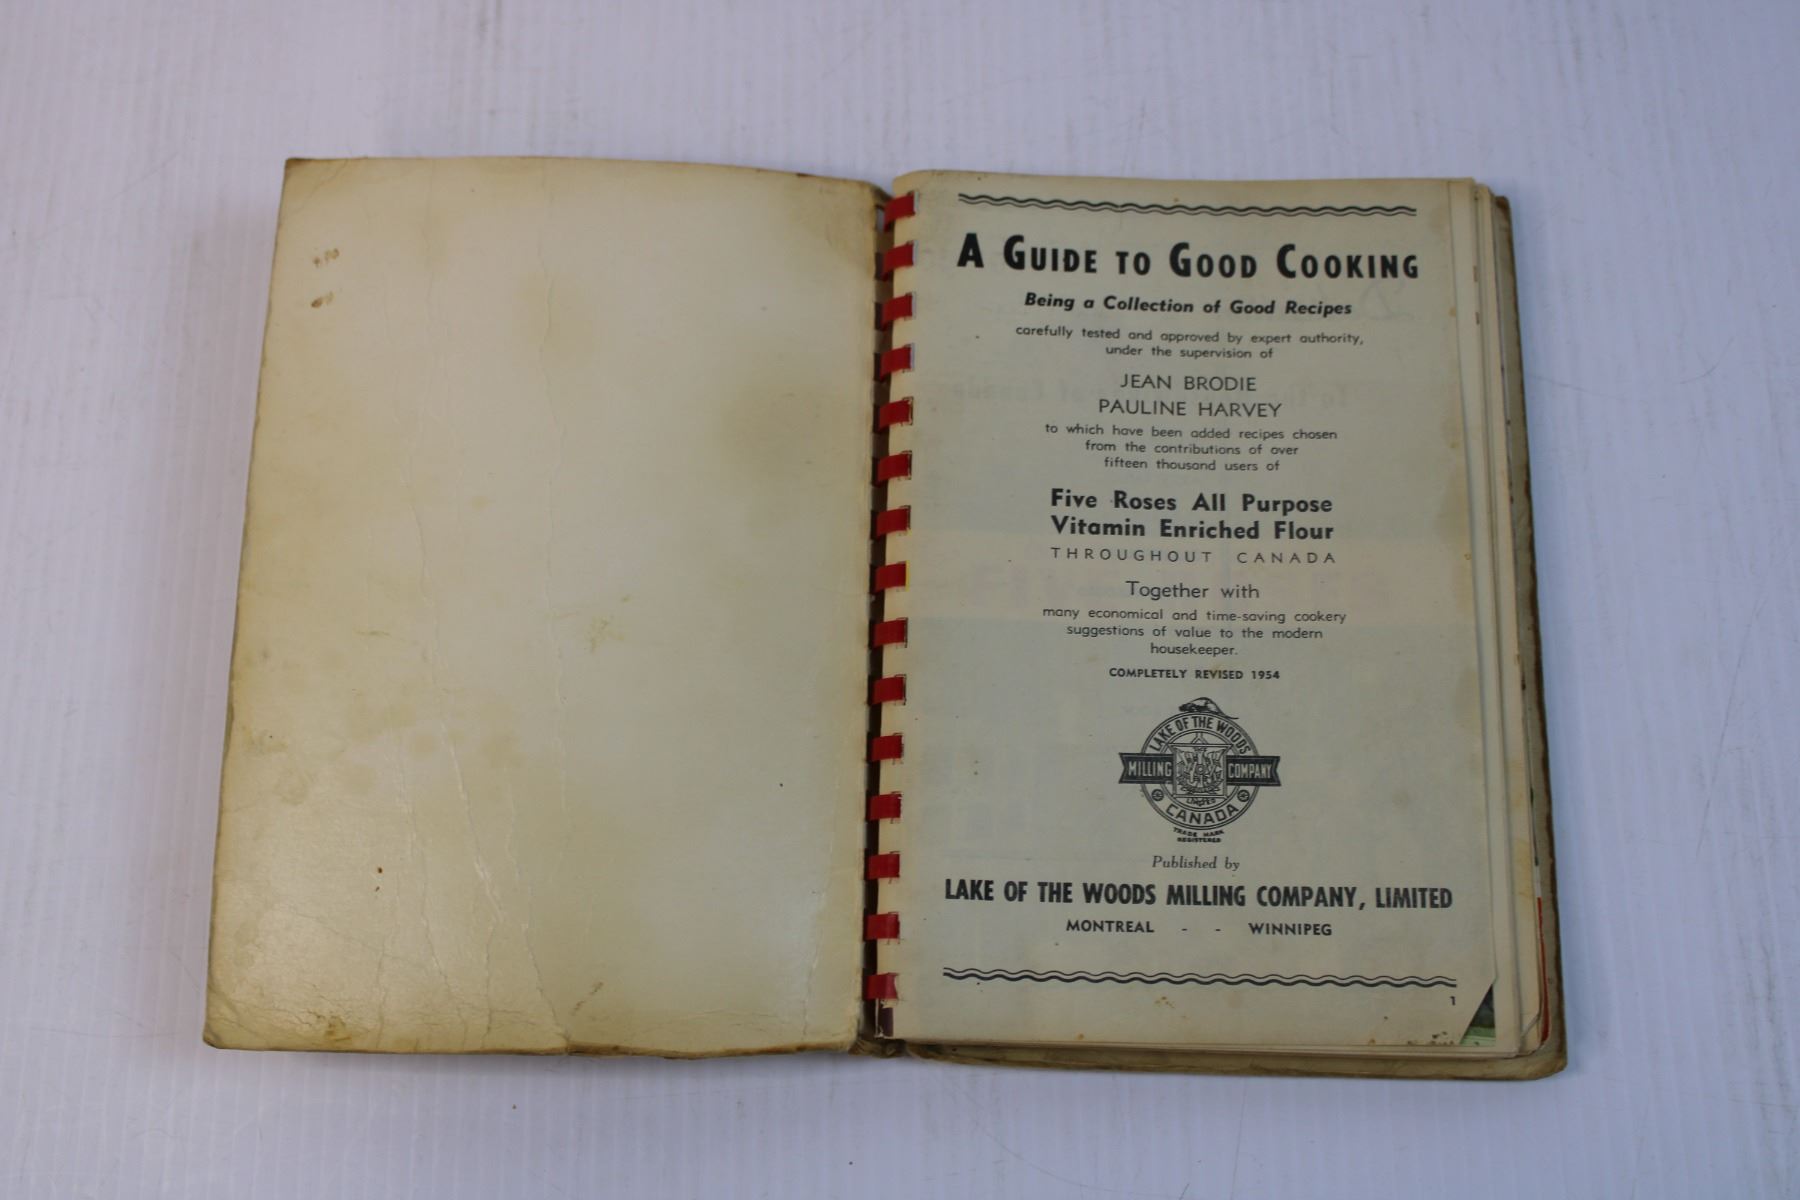 A GUIDE TO GOOD COOKING
Being a Collection of Good Recipes
carefully tested and approved by expert authority,
under the supervision of
JEAN BRODIE
PAULINE HARVEY
to which have been added recipes chosen
from the contributions of over
fifteen thousand users of
Five Roses All Purpose
Vitamin Enriched Flour
THROUGHOUT CANADA
Together with
many economical and time-saving cookery
suggestions of value to the modern
housekeeper.
COMPLETELY REVISED 1954
LAKE OF THE WOODS
MILLING COMPANY
LIMITED
CANADA
TRADE MARK
REGISTERED
Published by
LAKE OF THE WOODS MILLING COMPANY, LIMITED
MONTREAL - - WINNIPEG
1